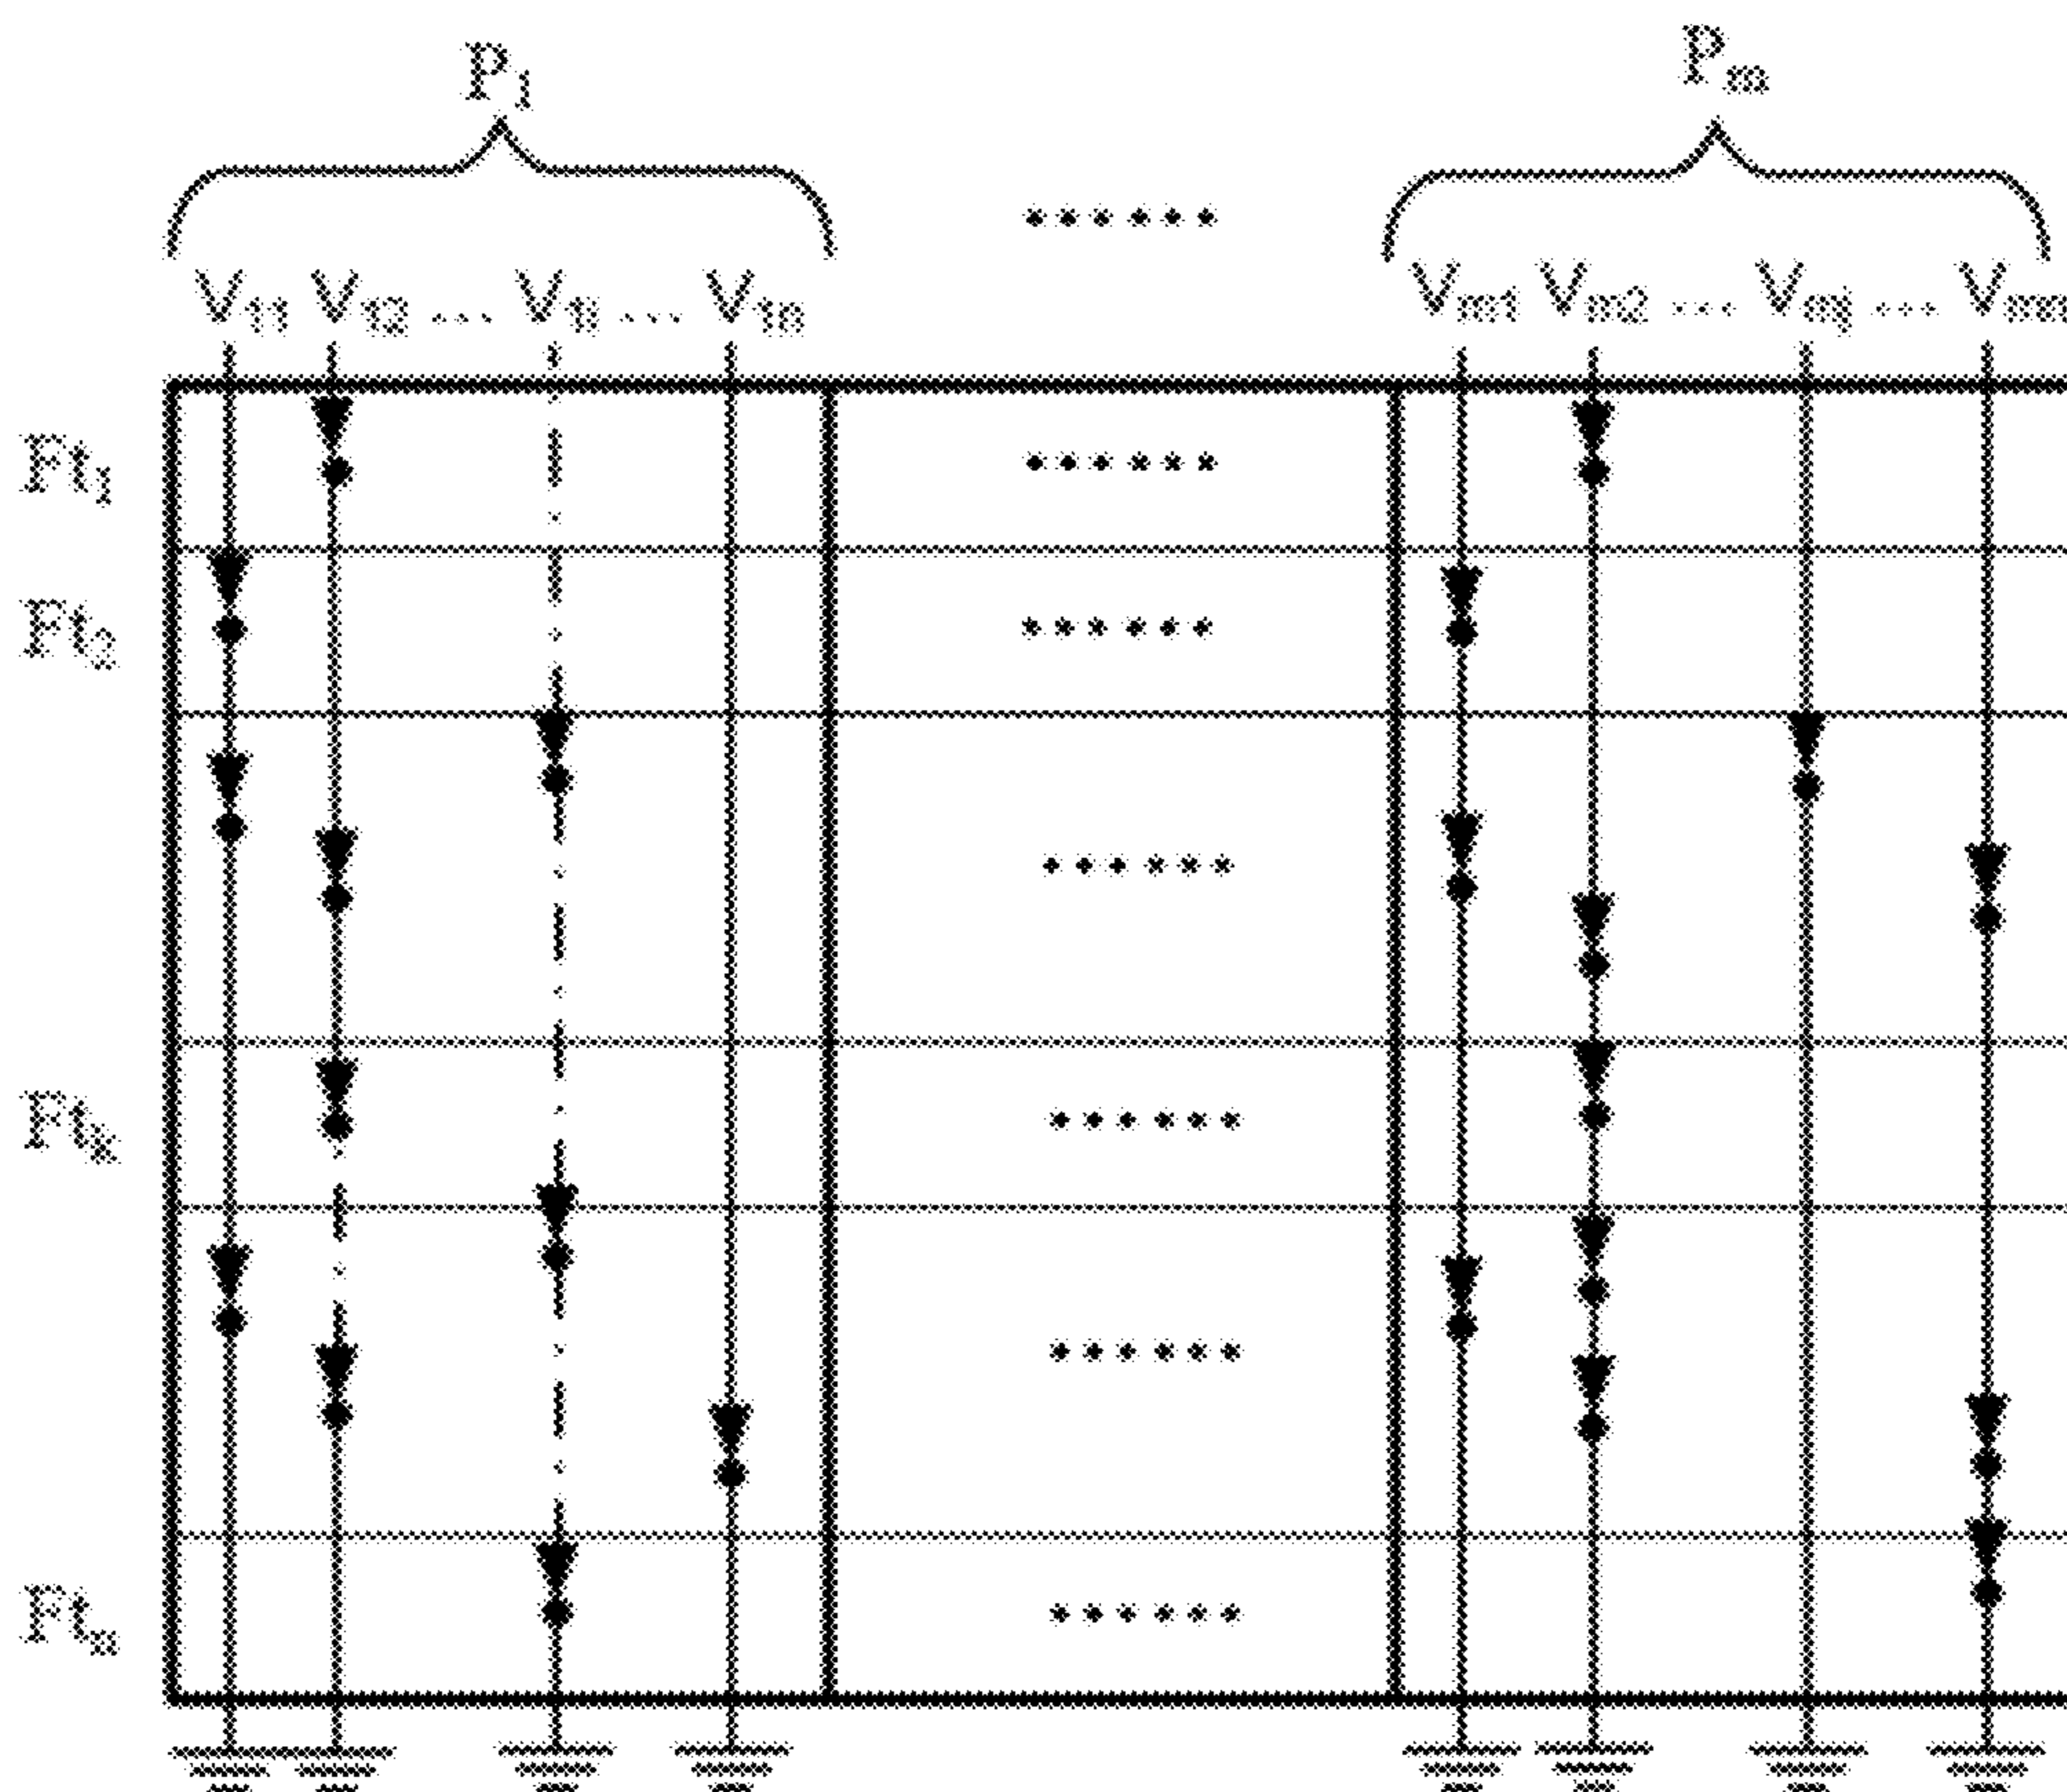 P₁ ...... Pₘ
V₁₁ V₁₂ ... V₁ⱼ ... V₁ₙ Vₘ₁ Vₘ₂ ... Vₘⱼ ... Vₘₙ
Ft₁ ......
Ft₂ ......
......
Ftₖ ......
......
Ftₙ ......